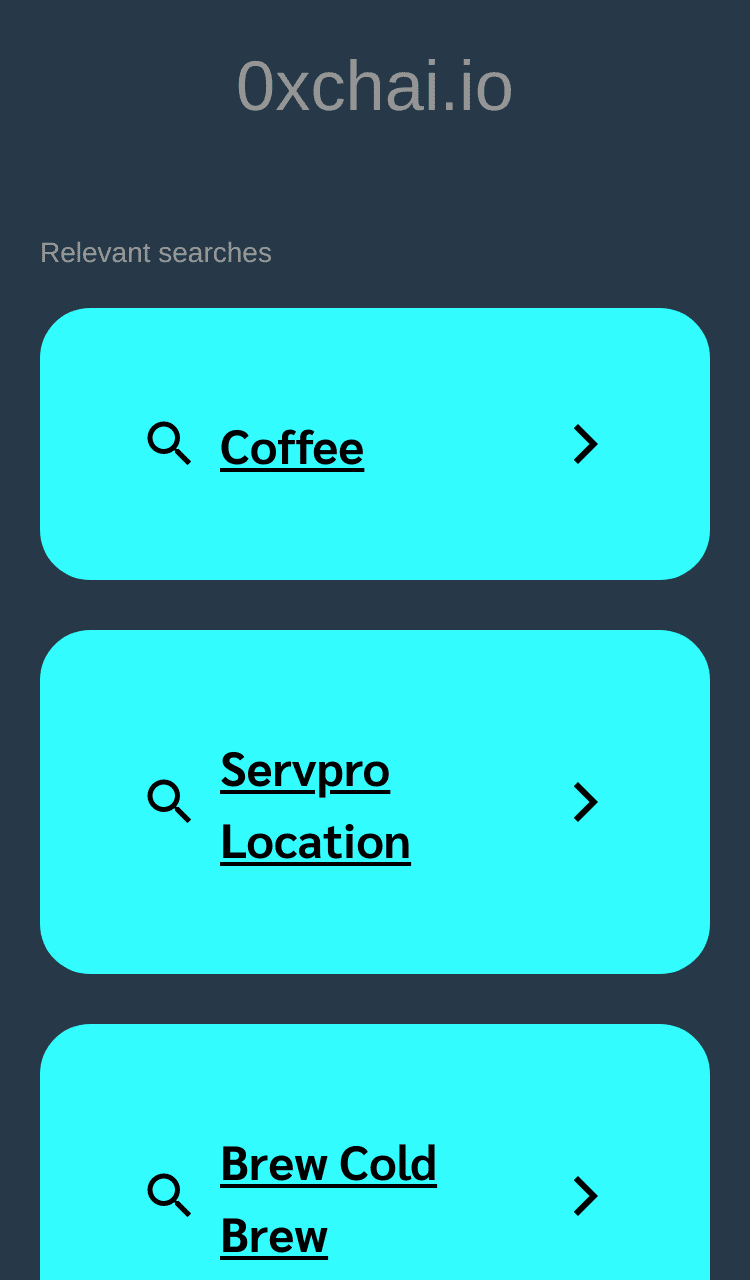 0xchai.io
Relevant searches
Coffee
Servpro
Location
Brew Cold
Brew